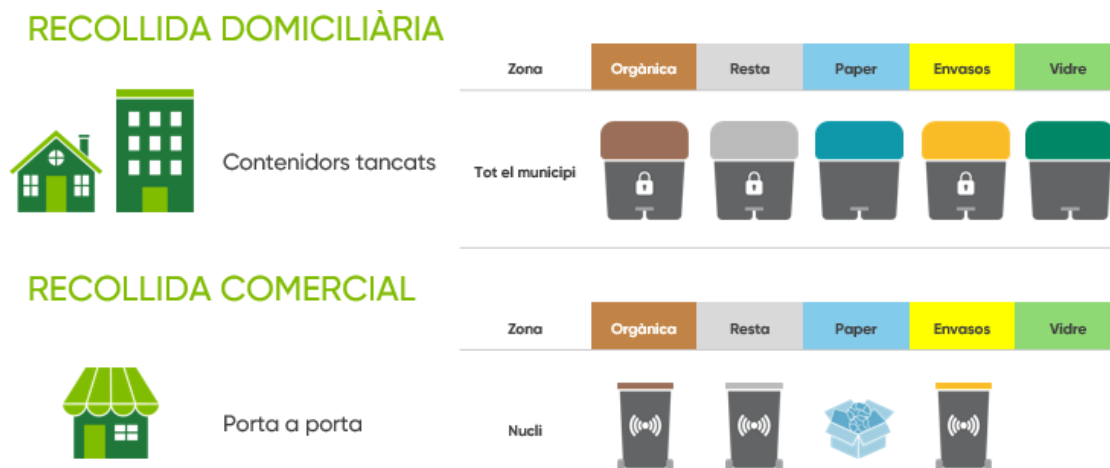 RECOLLIDA DOMICILIÀRIA
Zona Orgànica Resta Paper Envasos Vidre
Contenidors tancats
Tot el municipi
RECOLLIDA COMERCIAL
Zona Orgànica Resta Paper Envasos Vidre
Porta a porta
Nucli